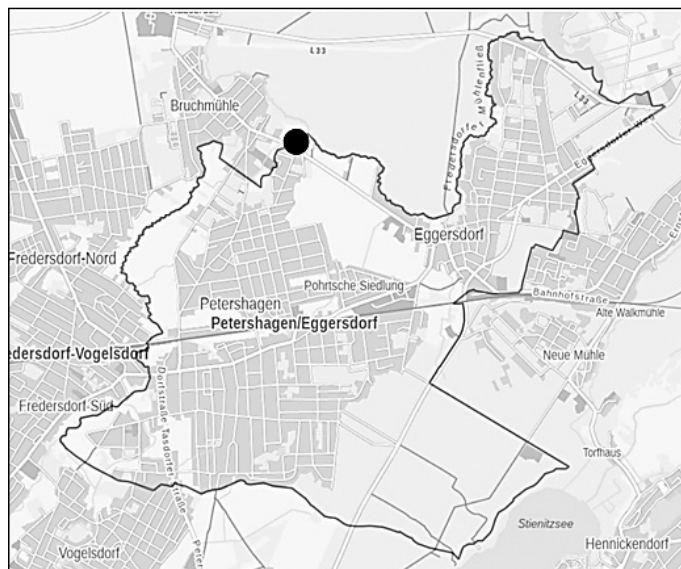 L33
Bruchmühle
Fredersdorfer Mühlenfließ
L33
Eggersdorfer Weg
Eggersdorf
Fredersdorf-Nord
Pohrtsche Siedlung
Bahnhofstraße
Petershagen
Petershagen/Eggersdorf
Alte Walkmühle
edersdorf-Vogelsdorf
Neue Mühle
Dorfstraße Tasdorfer Straße
Fredersdorf-Süd
Torfhaus
Stienitzsee
Vogelsdorf
Peter
Hennickendorf